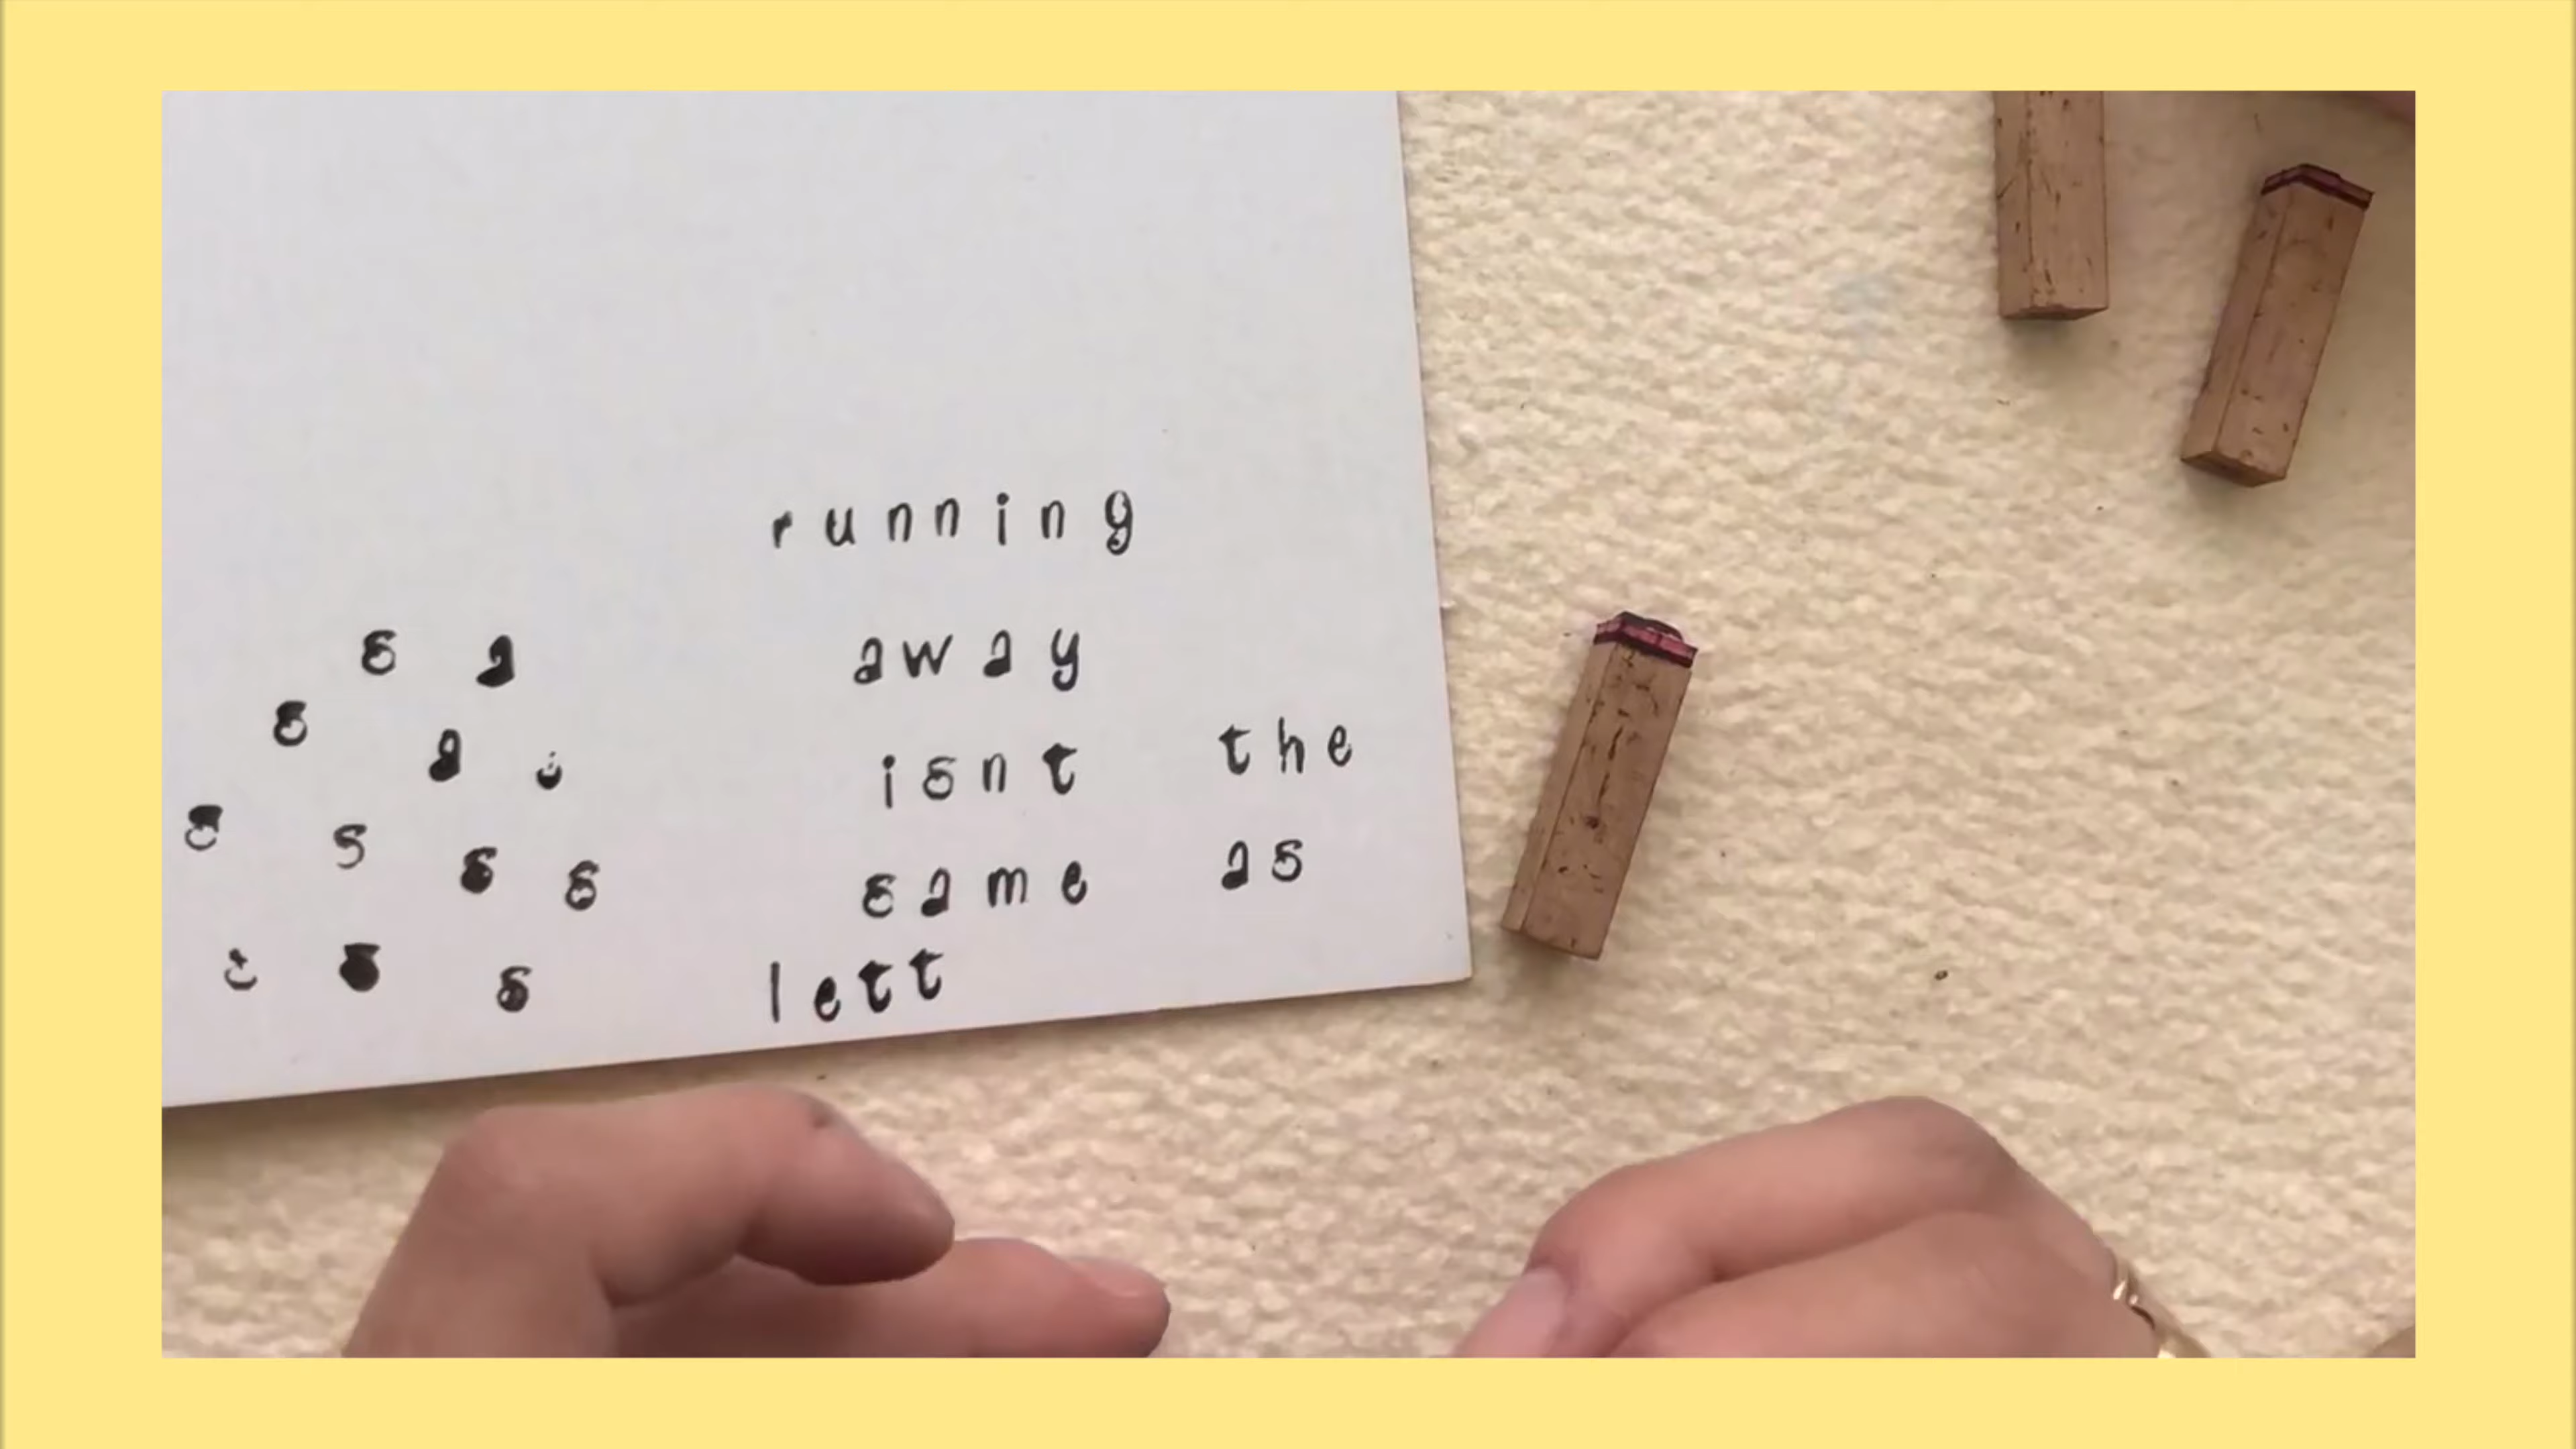 running
away
isnt the
same as
lett